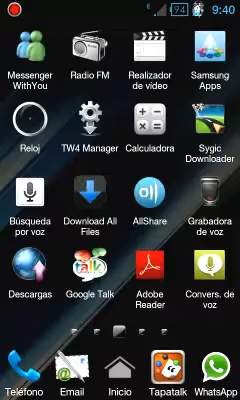 94 9:40
Messenger WithYou
Radio FM
Realizador de vídeo
Samsung Apps
Reloj
TW4 Manager
Calculadora
Sygic Downloader
Búsqueda por voz
Download All Files
AllShare
Grabadora de voz
Descargas
Google Talk
Adobe Reader
Convers. de voz
talk
Teléfono
Email
Inicio
Tapatalk
WhatsApp